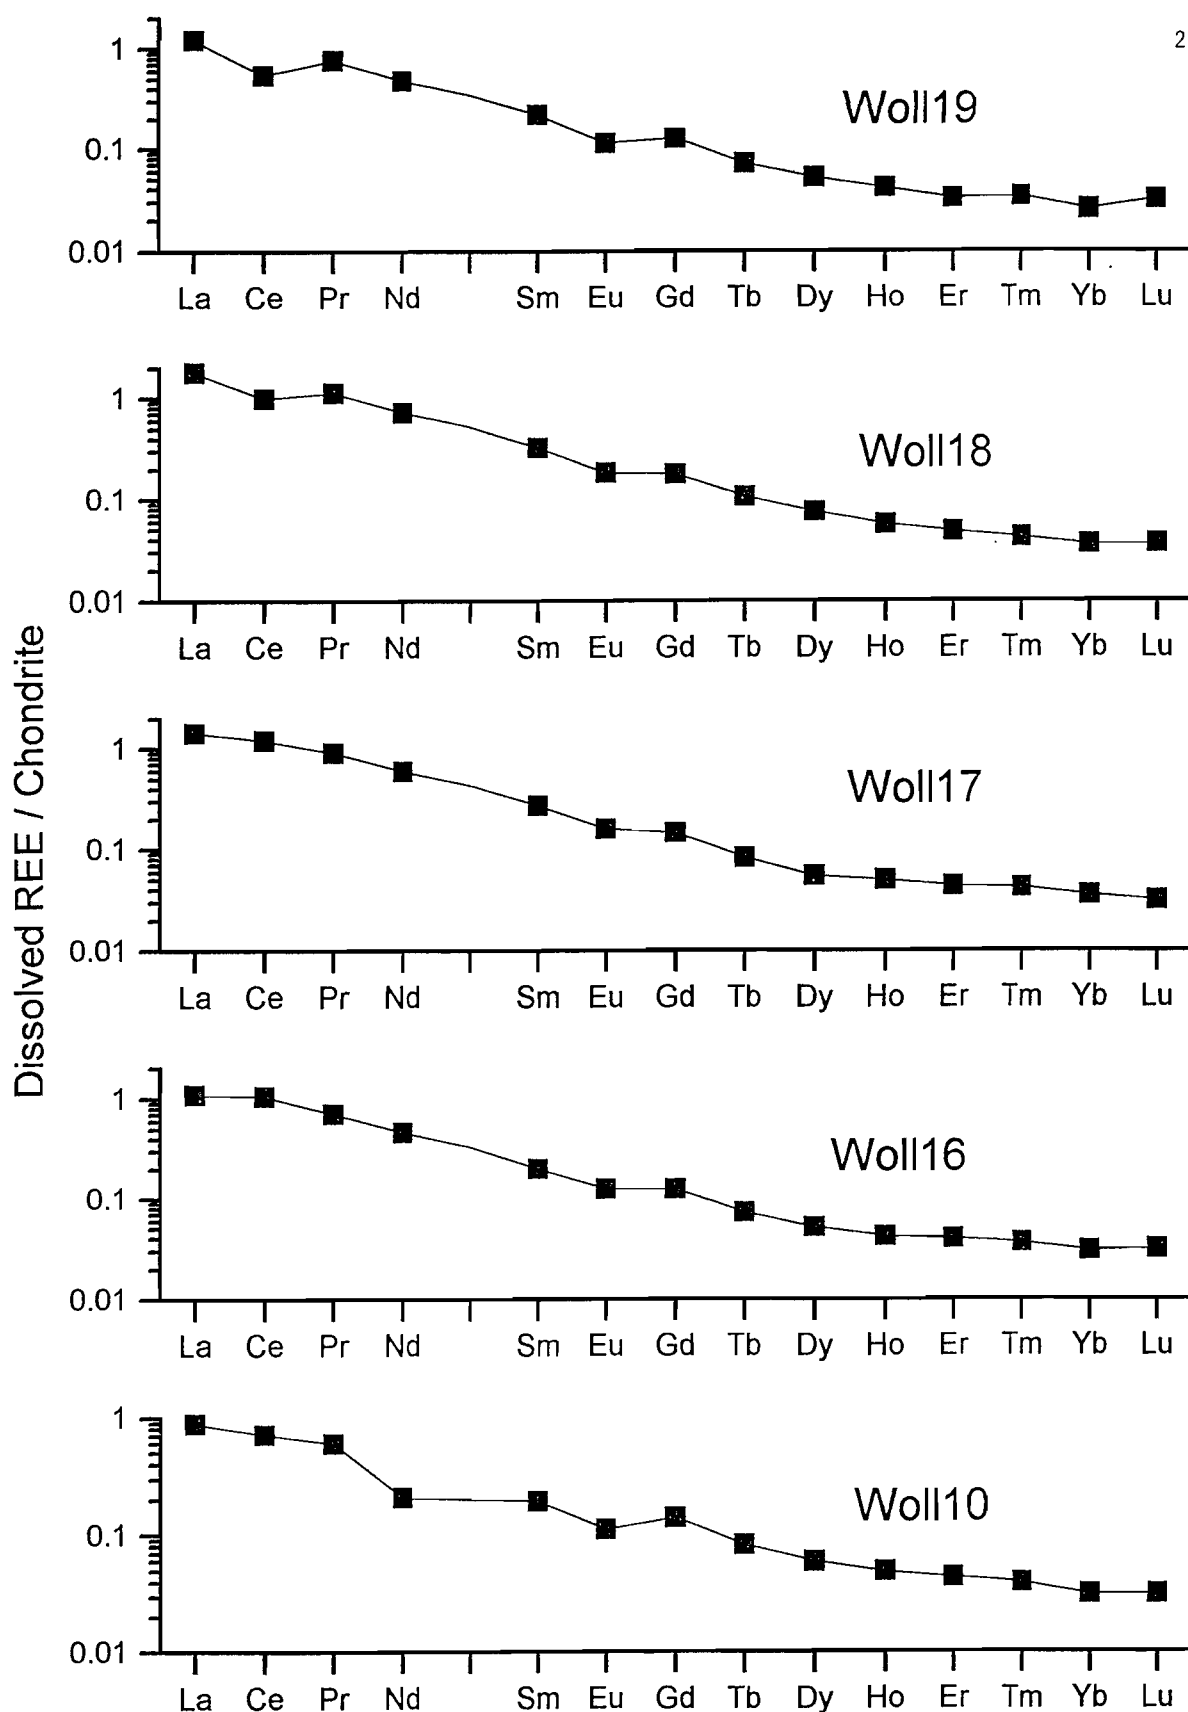 2
Dissolved REE / Chondrite
1
0.1
0.01
Woll19
La Ce Pr Nd Sm Eu Gd Tb Dy Ho Er Tm Yb Lu
1
0.1
0.01
Woll18
La Ce Pr Nd Sm Eu Gd Tb Dy Ho Er Tm Yb Lu
1
0.1
0.01
Woll17
La Ce Pr Nd Sm Eu Gd Tb Dy Ho Er Tm Yb Lu
1
0.1
0.01
Woll16
La Ce Pr Nd Sm Eu Gd Tb Dy Ho Er Tm Yb Lu
1
0.1
0.01
Woll10
La Ce Pr Nd Sm Eu Gd Tb Dy Ho Er Tm Yb Lu